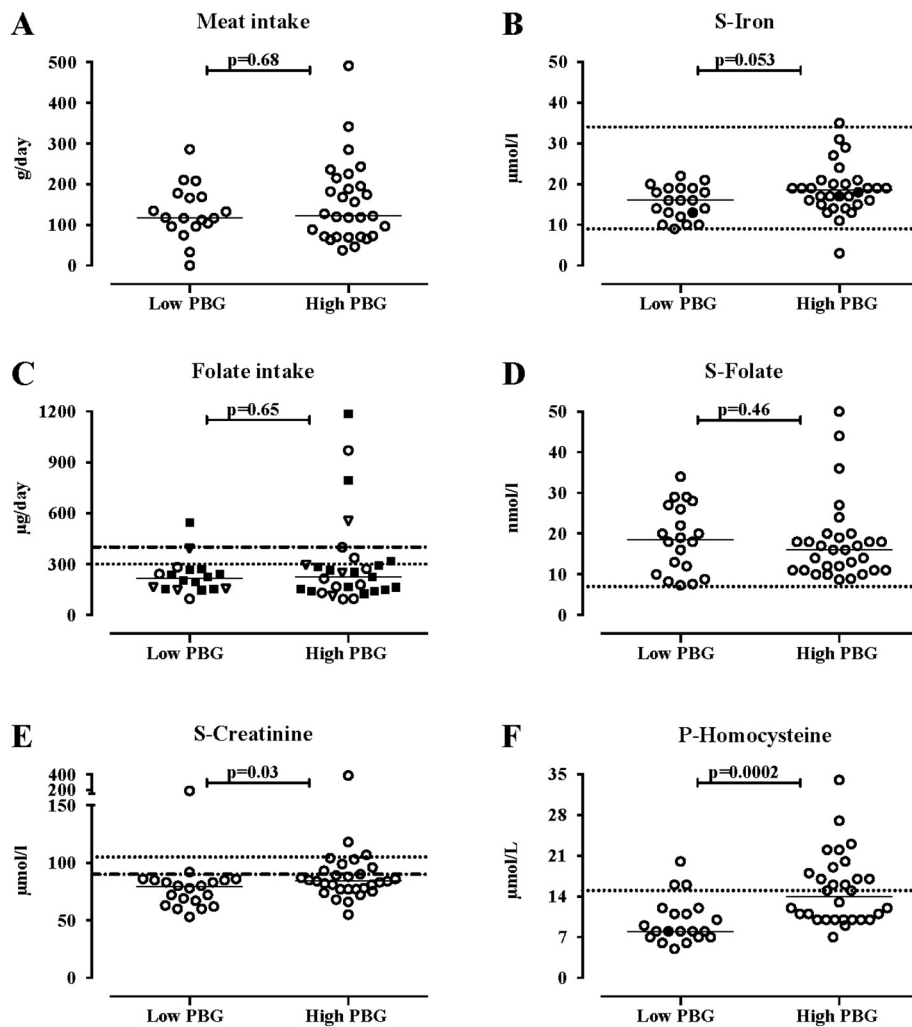 A Meat intake
p=0.68
500
400
300
200
100
0
g/day
Low PBG High PBG
B S-Iron
p=0.053
50
40
30
20
10
0
µmol/l
Low PBG High PBG
C Folate intake
p=0.65
1200
900
600
300
0
µg/day
Low PBG High PBG
D S-Folate
p=0.46
50
40
30
20
10
0
nmol/l
Low PBG High PBG
E S-Creatinine
p=0.03
400
200
150
100
50
0
µmol/l
Low PBG High PBG
F P-Homocysteine
p=0.0002
35
28
21
14
7
0
µmol/L
Low PBG High PBG